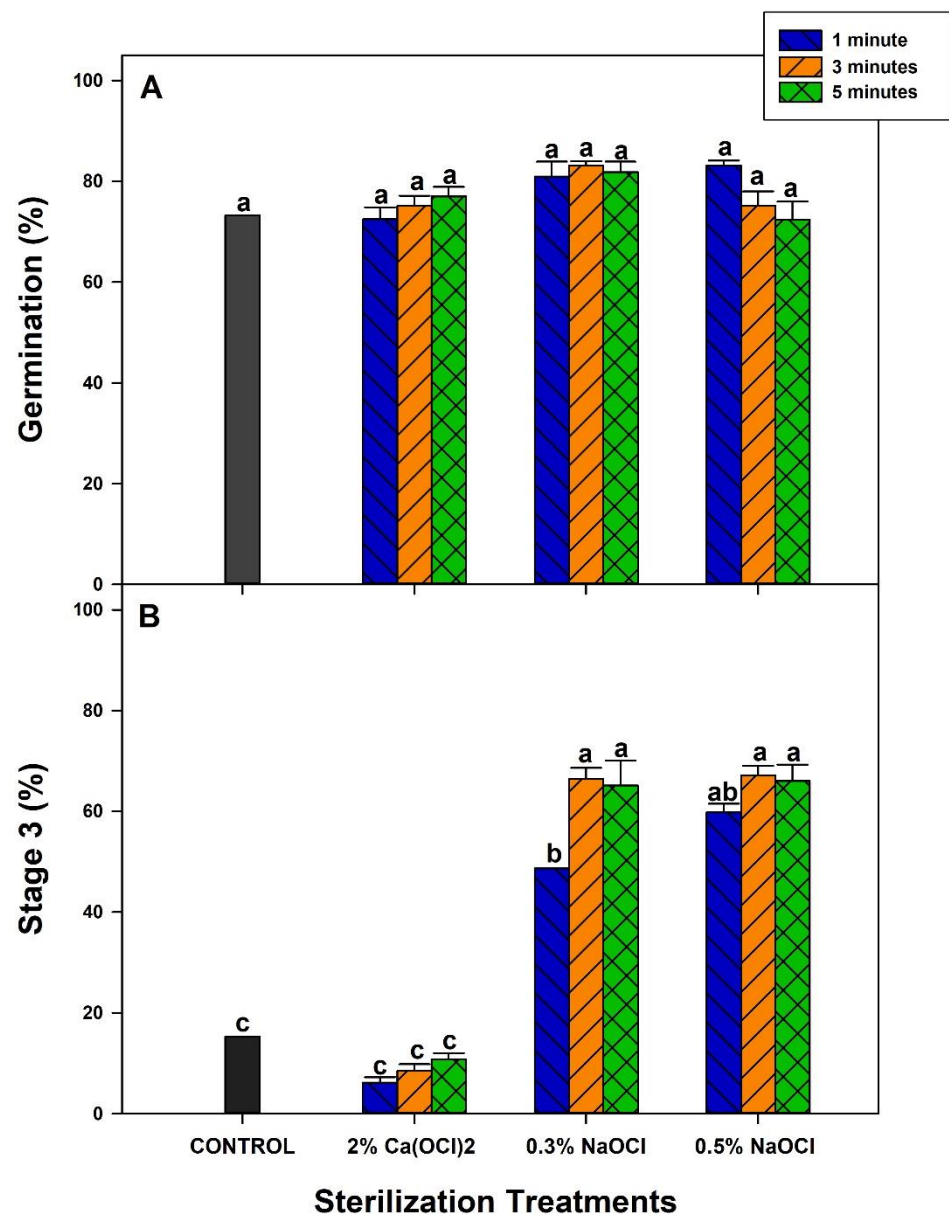 1 minute
3 minutes
5 minutes
A
Germination (%)
100
80
60
40
20
0
a
a a a
a a a
a a a
B
Stage 3 (%)
100
80
60
40
20
0
c
c c c
b a a
ab a a
CONTROL 2% Ca(OCl)2 0.3% NaOCl 0.5% NaOCl
Sterilization Treatments